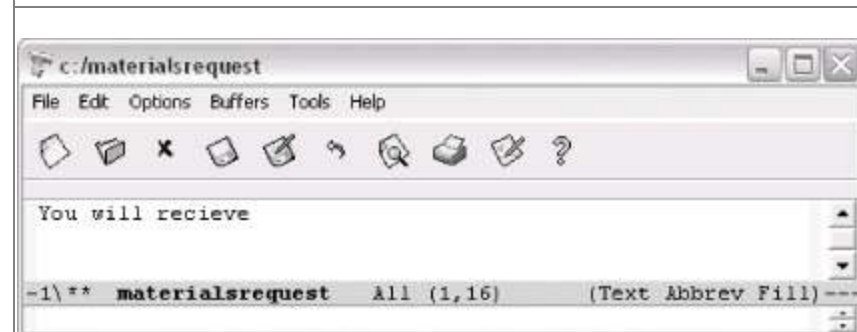 c:/materialsrequest
File Edit Options Buffers Tools Help
You will recieve
-1\** materialsrequest All (1,16) (Text Abbrev Fill)---